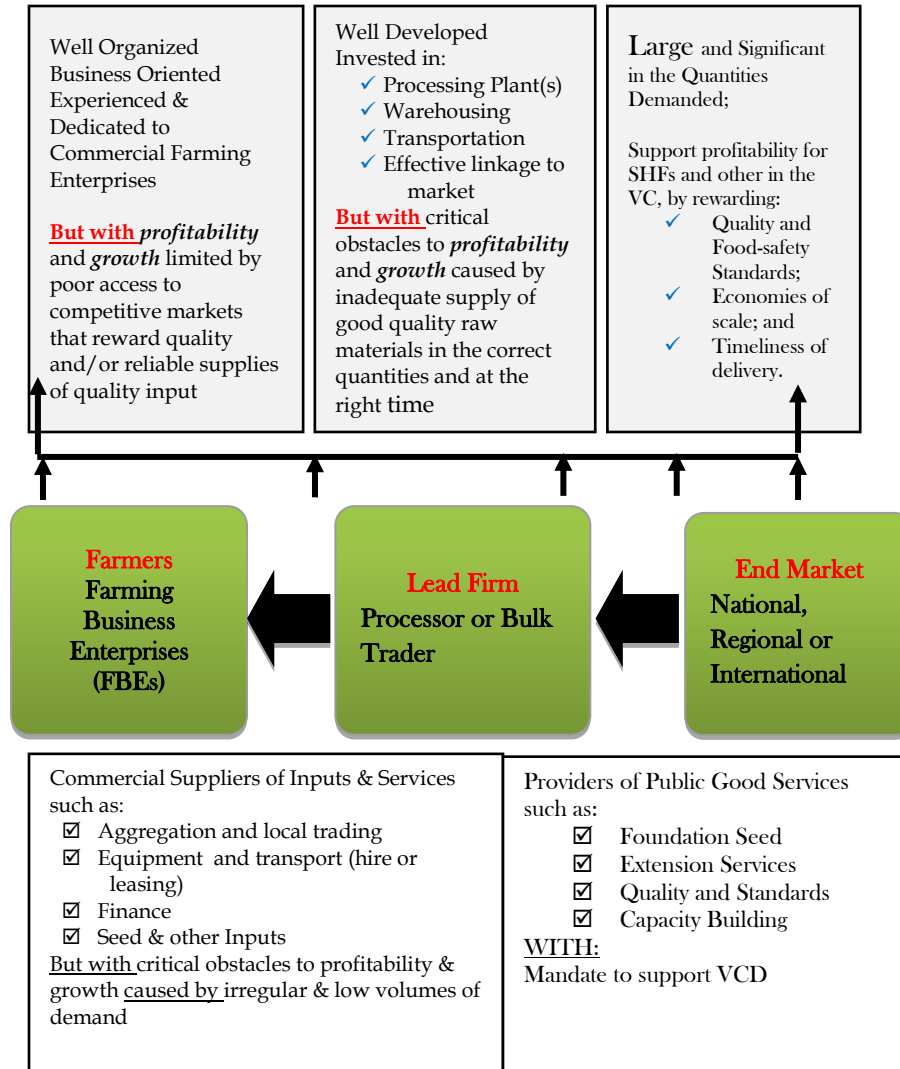 Well Organized
Business Oriented
Experienced &
Dedicated to
Commercial Farming
Enterprises
But with profitability
and growth limited by
poor access to
competitive markets
that reward quality
and/or reliable supplies
of quality input
Well Developed
Invested in:
✓ Processing Plant(s)
✓ Warehousing
✓ Transportation
✓ Effective linkage to
market
But with critical
obstacles to profitability
and growth caused by
inadequate supply of
good quality raw
materials in the correct
quantities and at the
right time
Large and Significant
in the Quantities
Demanded;
Support profitability for
SHFs and other in the
VC, by rewarding:
✓ Quality and
Food-safety
Standards;
✓ Economies of
scale; and
✓ Timeliness of
delivery.
Farmers
Farming
Business
Enterprises
(FBEs)
Lead Firm
Processor or Bulk
Trader
End Market
National,
Regional or
International
Commercial Suppliers of Inputs & Services
such as:
☑ Aggregation and local trading
☑ Equipment and transport (hire or
leasing)
☑ Finance
☑ Seed & other Inputs
But with critical obstacles to profitability &
growth caused by irregular & low volumes of
demand
Providers of Public Good Services
such as:
☑ Foundation Seed
☑ Extension Services
☑ Quality and Standards
☑ Capacity Building
WITH:
Mandate to support VCD